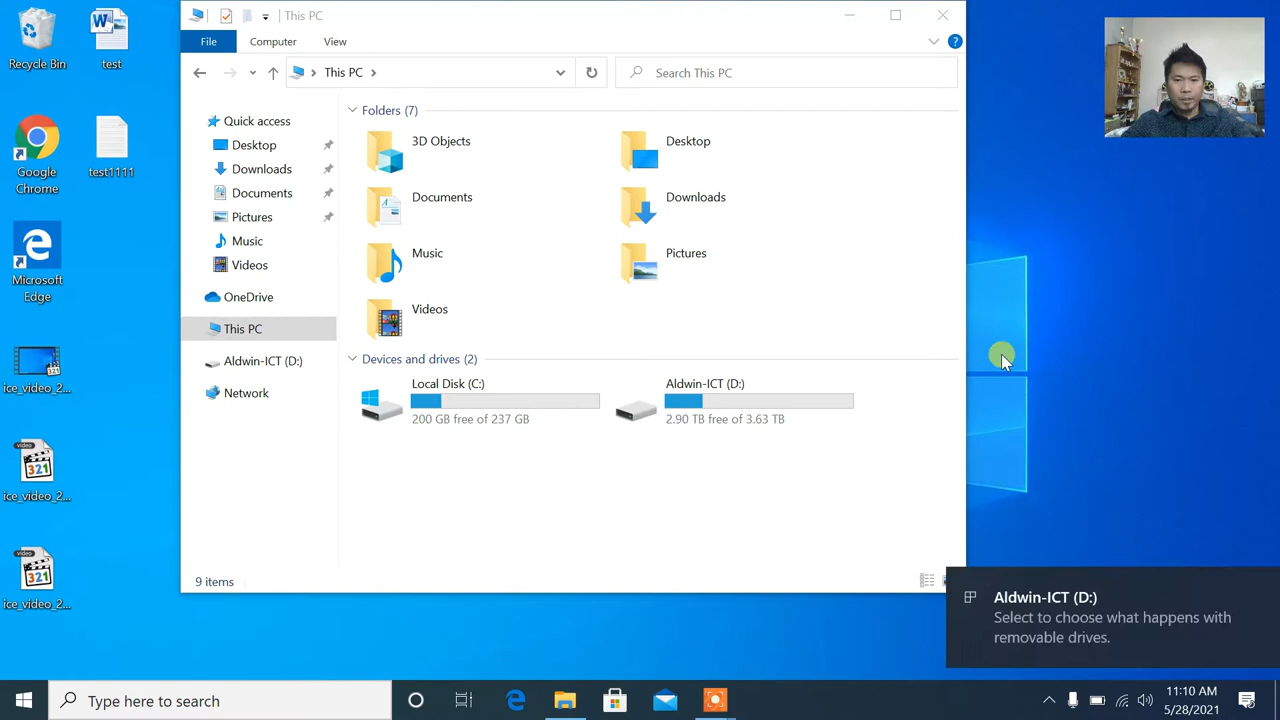 This PC
File
Computer
View
This PC
Search This PC
Recycle Bin
test
Google
Chrome
test1111
Microsoft
Edge
ice_video_2...
ice_video_2...
ice_video_2...
Quick access
Desktop
Downloads
Documents
Pictures
Music
Videos
OneDrive
This PC
Aldwin-ICT (D:)
Network
Folders (7)
3D Objects
Desktop
Documents
Downloads
Music
Pictures
Videos
Devices and drives (2)
Local Disk (C:)
200 GB free of 237 GB
Aldwin-ICT (D:)
2.90 TB free of 3.63 TB
9 items
Aldwin-ICT (D:)
Select to choose what happens with
removable drives.
Type here to search
11:10 AM
5/28/2021